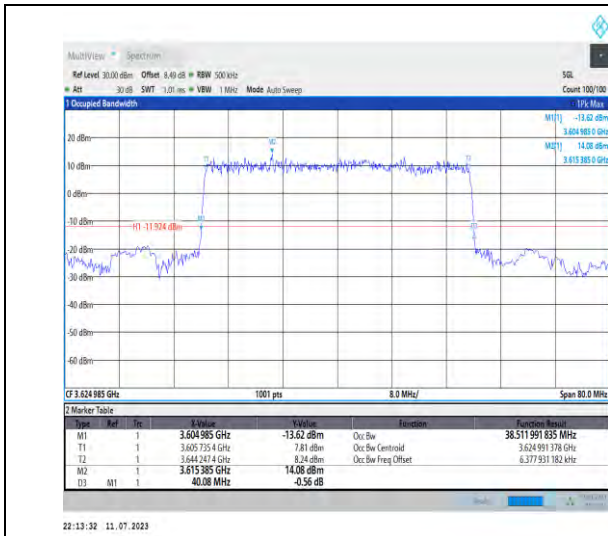 MultiView Spectrum
Ref Level 30.00 dBm Offset 8.49 dB RBW 500 kHz SGL
Att 30 dB SWT 1.01 ms VBW 1 MHz Mode Auto Sweep Count 100/100
1 Occupied Bandwidth 1Pk Max
M1[1] -13.62 dBm
3.604 985 0 GHz
M2[1] 14.08 dBm
3.615 385 0 GHz
20 dBm
10 dBm
0 dBm
-10 dBm
H1 -11.924 dBm
-20 dBm
-30 dBm
-40 dBm
-50 dBm
-60 dBm
CF 3.624 985 GHz 1001 pts 8.0 MHz/ Span 80.0 MHz
2 Marker Table
Type Ref Trc X-Value Y-Value Function Function Result
M1 1 3.604 985 GHz -13.62 dBm Occ Bw 38.511 991 835 MHz
T1 1 3.605 735 4 GHz 7.81 dBm Occ Bw Centroid 3.624 991 378 GHz
T2 1 3.644 247 4 GHz 8.24 dBm Occ Bw Freq Offset 6.377 931 182 kHz
M2 1 3.615 385 GHz 14.08 dBm
D3 M1 1 40.08 MHz -0.56 dB
22:13:32 11.07.2023